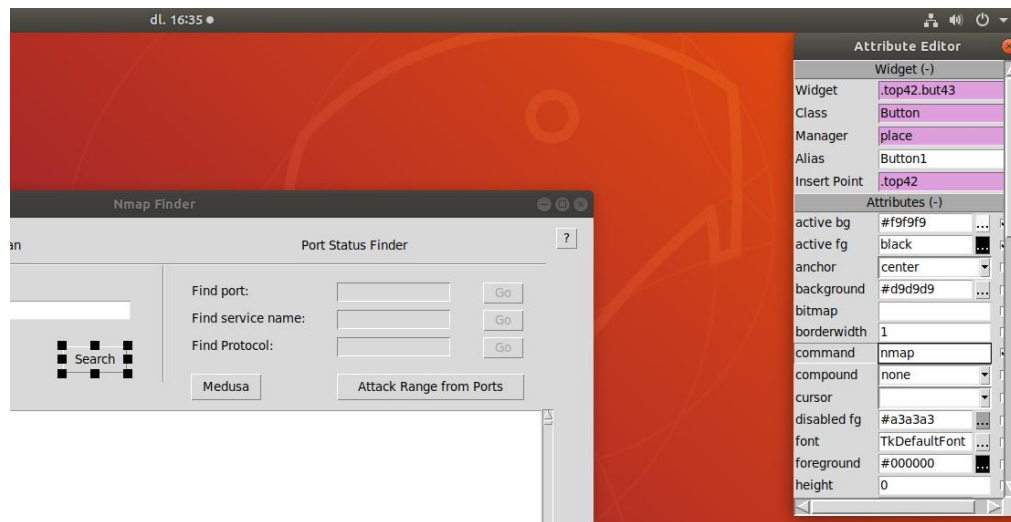 dl. 16:35
Attribute Editor
Widget (-)
Widget .top42.but43
Class Button
Manager place
Alias Button1
Insert Point .top42
Attributes (-)
active bg #f9f9f9 ...
active fg black ...
anchor center
background #d9d9d9 ...
bitmap
borderwidth 1
command nmap
compound none
cursor
disabled fg #a3a3a3 ...
font TkDefaultFont ...
foreground #000000 ...
height 0
Nmap Finder
an
Port Status Finder
?
Find port: Go
Find service name: Go
Find Protocol: Go
Search
Medusa
Attack Range from Ports